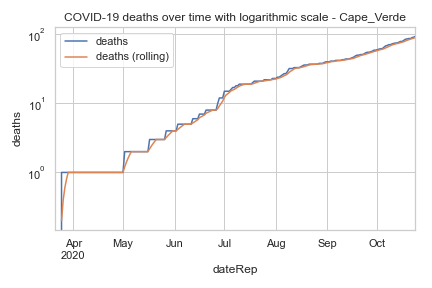 COVID-19 deaths over time with logarithmic scale - Cape_Verde
deaths
deaths (rolling)
10²
10¹
10⁰
deaths
Apr May Jun Jul Aug Sep Oct
2020
dateRep